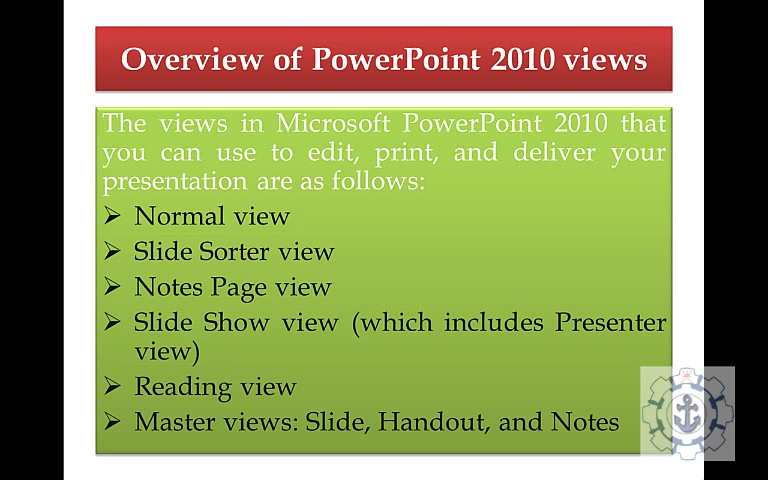 Overview of PowerPoint 2010 views
The views in Microsoft PowerPoint 2010 that
you can use to edit, print, and deliver your
presentation are as follows:
➢ Normal view
➢ Slide Sorter view
➢ Notes Page view
➢ Slide Show view (which includes Presenter
view)
➢ Reading view
➢ Master views: Slide, Handout, and Notes